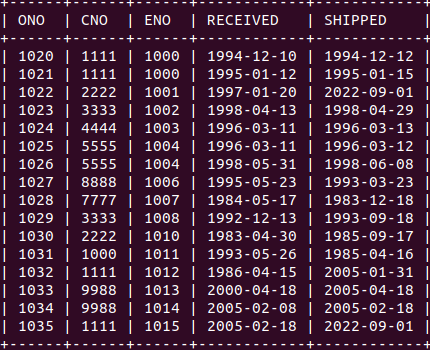 +------+------+------+------------+------------+
| ONO | CNO | ENO | RECEIVED | SHIPPED |
+------+------+------+------------+------------+
| 1020 | 1111 | 1000 | 1994-12-10 | 1994-12-12 |
| 1021 | 1111 | 1000 | 1995-01-12 | 1995-01-15 |
| 1022 | 2222 | 1001 | 1997-01-20 | 2022-09-01 |
| 1023 | 3333 | 1002 | 1998-04-13 | 1998-04-29 |
| 1024 | 4444 | 1003 | 1996-03-11 | 1996-03-13 |
| 1025 | 5555 | 1004 | 1996-03-11 | 1996-03-12 |
| 1026 | 5555 | 1004 | 1998-05-31 | 1998-06-08 |
| 1027 | 8888 | 1006 | 1995-05-23 | 1993-03-23 |
| 1028 | 7777 | 1007 | 1984-05-17 | 1983-12-18 |
| 1029 | 3333 | 1008 | 1992-12-13 | 1993-09-18 |
| 1030 | 2222 | 1010 | 1983-04-30 | 1985-09-17 |
| 1031 | 1000 | 1011 | 1993-05-26 | 1985-04-16 |
| 1032 | 1111 | 1012 | 1986-04-15 | 2005-01-31 |
| 1033 | 9988 | 1013 | 2000-04-18 | 2005-04-18 |
| 1034 | 9988 | 1014 | 2005-02-08 | 2005-02-18 |
| 1035 | 1111 | 1015 | 2005-02-18 | 2022-09-01 |
+------+------+------+------------+------------+